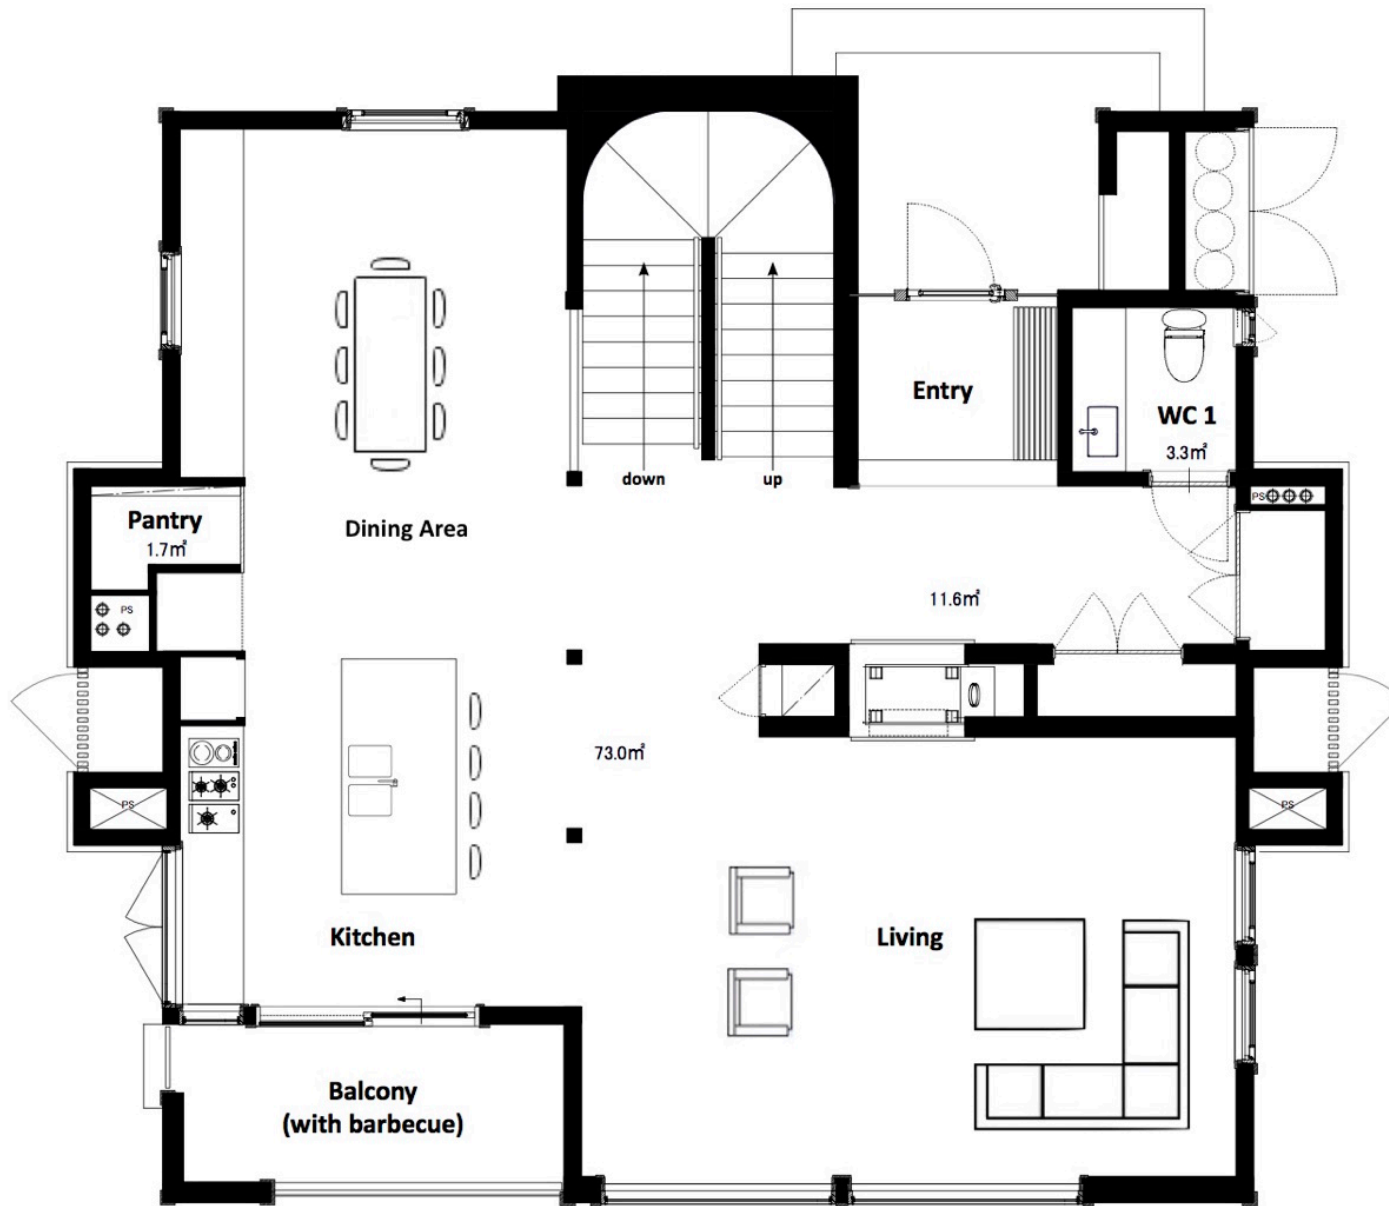 Entry
WC 1
3.3㎡
down
up
PS
Pantry
1.7㎡
Dining Area
PS
11.6㎡
73.0㎡
PS
PS
Kitchen
Living
Balcony
(with barbecue)